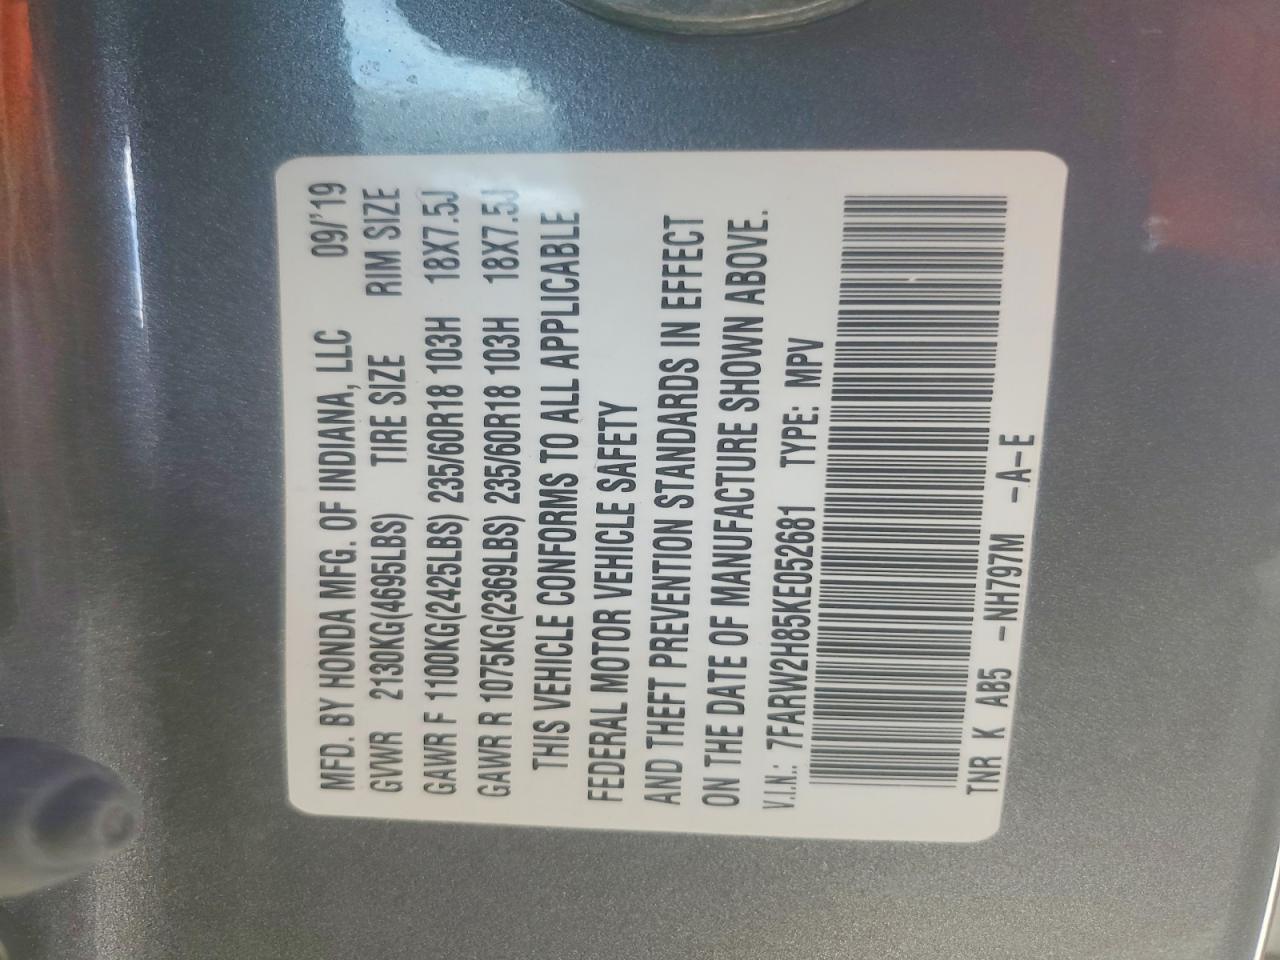 MFD. BY HONDA MFG. OF INDIANA, LLC 09/'19
GVWR 2130KG(4695LBS) TIRE SIZE RIM SIZE
GAWR F 1100KG(2425LBS) 235/60R18 103H 18X7.5J
GAWR R 1075KG(2369LBS) 235/60R18 103H 18X7.5J
THIS VEHICLE CONFORMS TO ALL APPLICABLE
FEDERAL MOTOR VEHICLE SAFETY
AND THEFT PREVENTION STANDARDS IN EFFECT
ON THE DATE OF MANUFACTURE SHOWN ABOVE.
V.I.N.: 7FARW2H85KE052681 TYPE: MPV
TNR K AB5 -NH797M -A-E